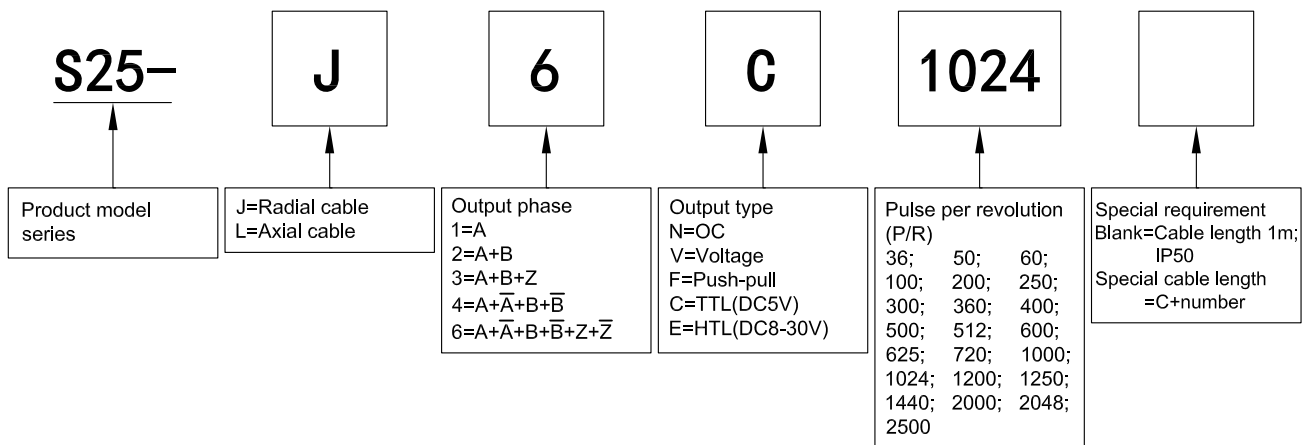 S25-
J
6
C
1024
Product model
series
J=Radial cable
L=Axial cable
Output phase
1=A
2=A+B
3=A+B+Z
4=A+A̅+B+B̅
6=A+A̅+B+B̅+Z+Z̅
Output type
N=OC
V=Voltage
F=Push-pull
C=TTL(DC5V)
E=HTL(DC8-30V)
Pulse per revolution
(P/R)
36; 50; 60;
100; 200; 250;
300; 360; 400;
500; 512; 600;
625; 720; 1000;
1024; 1200; 1250;
1440; 2000; 2048;
2500
Special requirement
Blank=Cable length 1m;
IP50
Special cable length
=C+number